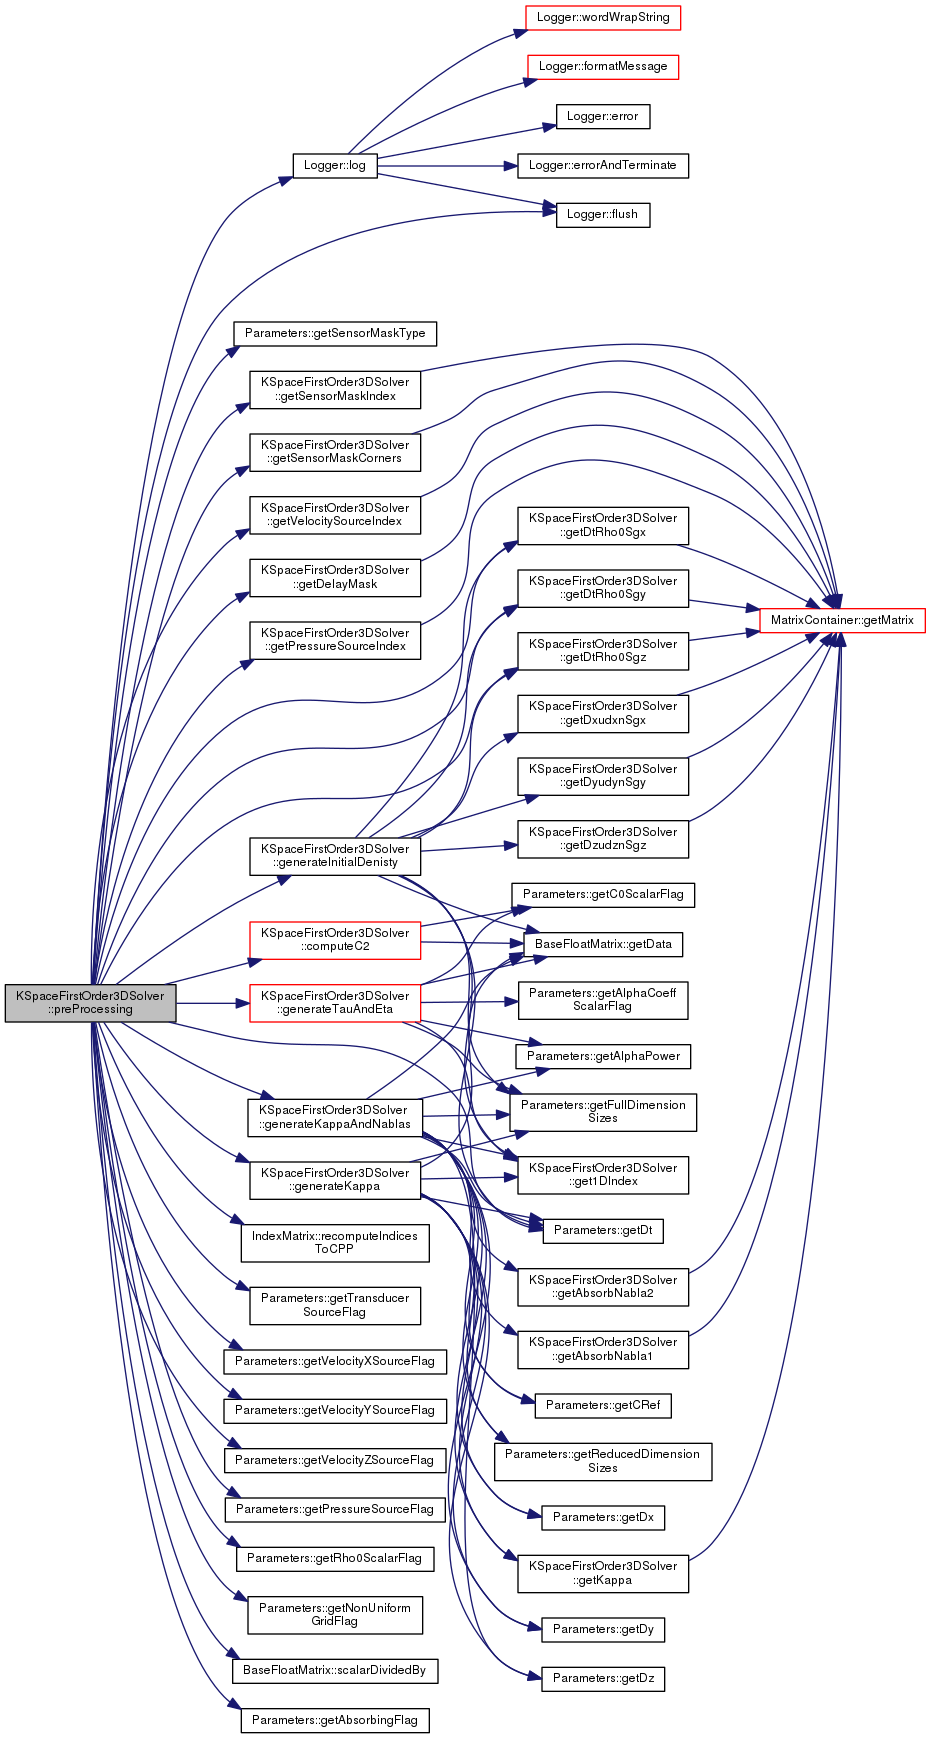 Logger::wordWrapString
Logger::formatMessage
Logger::error
Logger::log
Logger::errorAndTerminate
Logger::flush
Parameters::getSensorMaskType
KSpaceFirstOrder3DSolver
::getSensorMaskIndex
KSpaceFirstOrder3DSolver
::getSensorMaskCorners
KSpaceFirstOrder3DSolver
::getVelocitySourceIndex
KSpaceFirstOrder3DSolver
::getDelayMask
KSpaceFirstOrder3DSolver
::getPressureSourceIndex
KSpaceFirstOrder3DSolver
::getDtRho0Sgx
KSpaceFirstOrder3DSolver
::getDtRho0Sgy
MatrixContainer::getMatrix
KSpaceFirstOrder3DSolver
::getDtRho0Sgz
KSpaceFirstOrder3DSolver
::getDxudxnSgx
KSpaceFirstOrder3DSolver
::getDyudynSgy
KSpaceFirstOrder3DSolver
::getDzudznSgz
KSpaceFirstOrder3DSolver
::generateInitialDenisty
Parameters::getC0ScalarFlag
KSpaceFirstOrder3DSolver
::computeC2
BaseFloatMatrix::getData
KSpaceFirstOrder3DSolver
::preProcessing
KSpaceFirstOrder3DSolver
::generateTauAndEta
Parameters::getAlphaCoeff
ScalarFlag
Parameters::getAlphaPower
KSpaceFirstOrder3DSolver
::generateKappaAndNablas
Parameters::getFullDimension
Sizes
KSpaceFirstOrder3DSolver
::generateKappa
KSpaceFirstOrder3DSolver
::get1DIndex
IndexMatrix::recomputeIndices
ToCPP
Parameters::getDt
Parameters::getTransducer
SourceFlag
KSpaceFirstOrder3DSolver
::getAbsorbNabla2
KSpaceFirstOrder3DSolver
::getAbsorbNabla1
Parameters::getVelocityXSourceFlag
Parameters::getVelocityYSourceFlag
Parameters::getCRef
Parameters::getVelocityZSourceFlag
Parameters::getReducedDimension
Sizes
Parameters::getPressureSourceFlag
Parameters::getDx
Parameters::getRho0ScalarFlag
KSpaceFirstOrder3DSolver
::getKappa
Parameters::getNonUniform
GridFlag
Parameters::getDy
BaseFloatMatrix::scalarDividedBy
Parameters::getDz
Parameters::getAbsorbingFlag